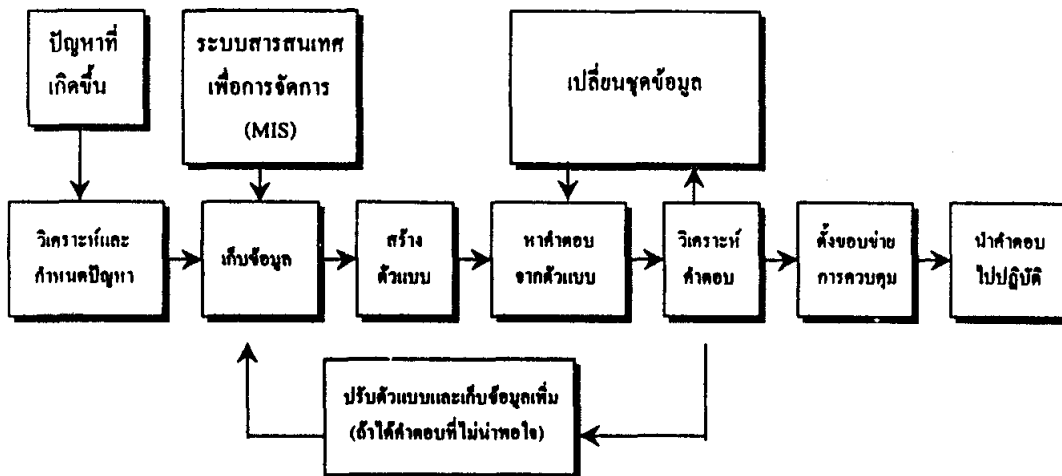 ปัญหาที่
เกิดขึ้น
ระบบสารสนเทศ
เพื่อการจัดการ
(MIS)
เปลี่ยนชุดข้อมูล
วิเคราะห์และ
กำหนดปัญหา
เก็บข้อมูล
สร้าง
ตัวแบบ
หาคำตอบ
จากตัวแบบ
วิเคราะห์
คำตอบ
ตั้งขอบข่าย
การควบคุม
นำคำตอบ
ไปปฏิบัติ
ปรับตัวแบบและเก็บข้อมูลเพิ่ม
(ถ้าได้คำตอบที่ไม่น่าพอใจ)